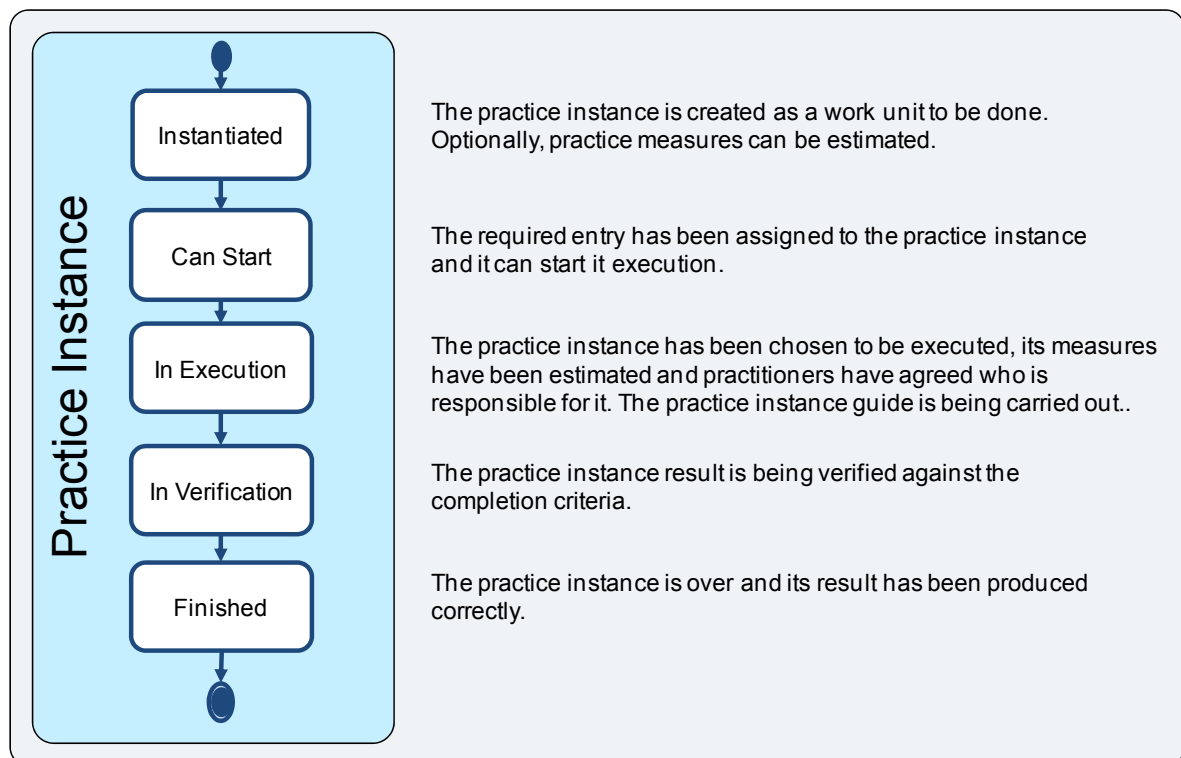 Practice Instance
Instantiated
The practice instance is created as a work unit to be done.
Optionally, practice measures can be estimated.
Can Start
The required entry has been assigned to the practice instance
and it can start it execution.
In Execution
The practice instance has been chosen to be executed, its measures
have been estimated and practitioners have agreed who is
responsible for it. The practice instance guide is being carried out..
In Verification
The practice instance result is being verified against the
completion criteria.
Finished
The practice instance is over and its result has been produced
correctly.